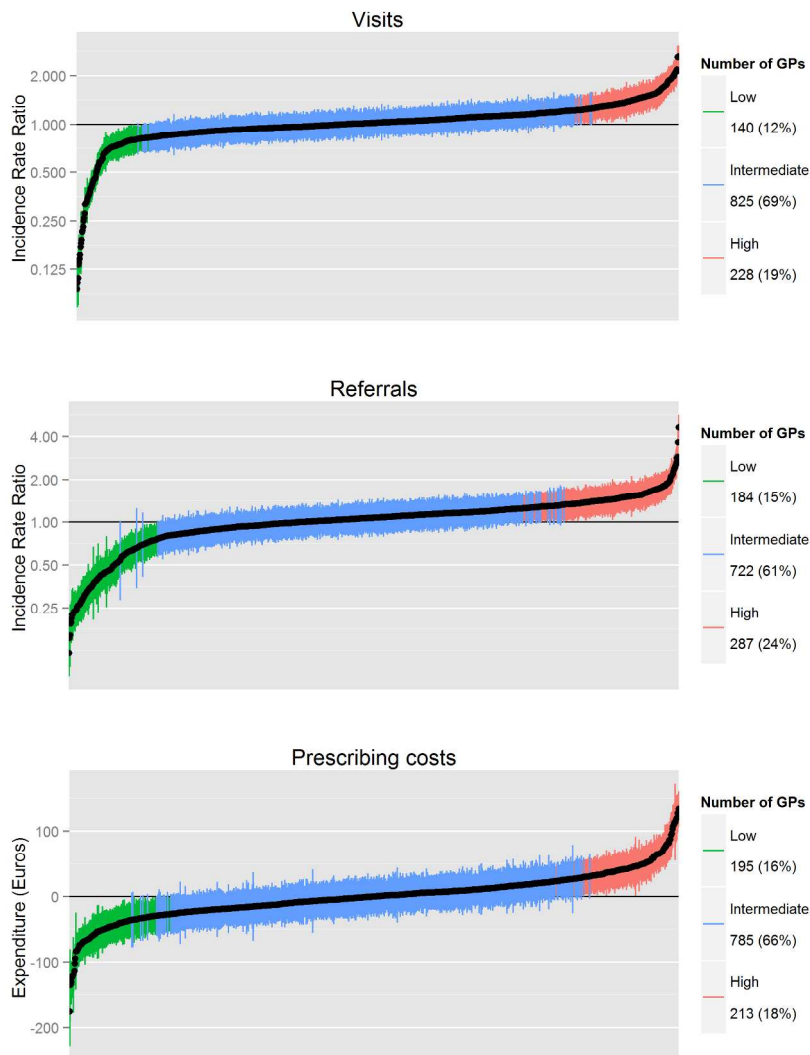 Visits
Incidence Rate Ratio
2.000
1.000
0.500
0.250
0.125
Number of GPs
Low
140 (12%)
Intermediate
825 (69%)
High
228 (19%)
Referrals
Incidence Rate Ratio
4.00
2.00
1.00
0.50
0.25
Number of GPs
Low
184 (15%)
Intermediate
722 (61%)
High
287 (24%)
Prescribing costs
Expenditure (Euros)
100
0
-100
-200
Number of GPs
Low
195 (16%)
Intermediate
785 (66%)
High
213 (18%)